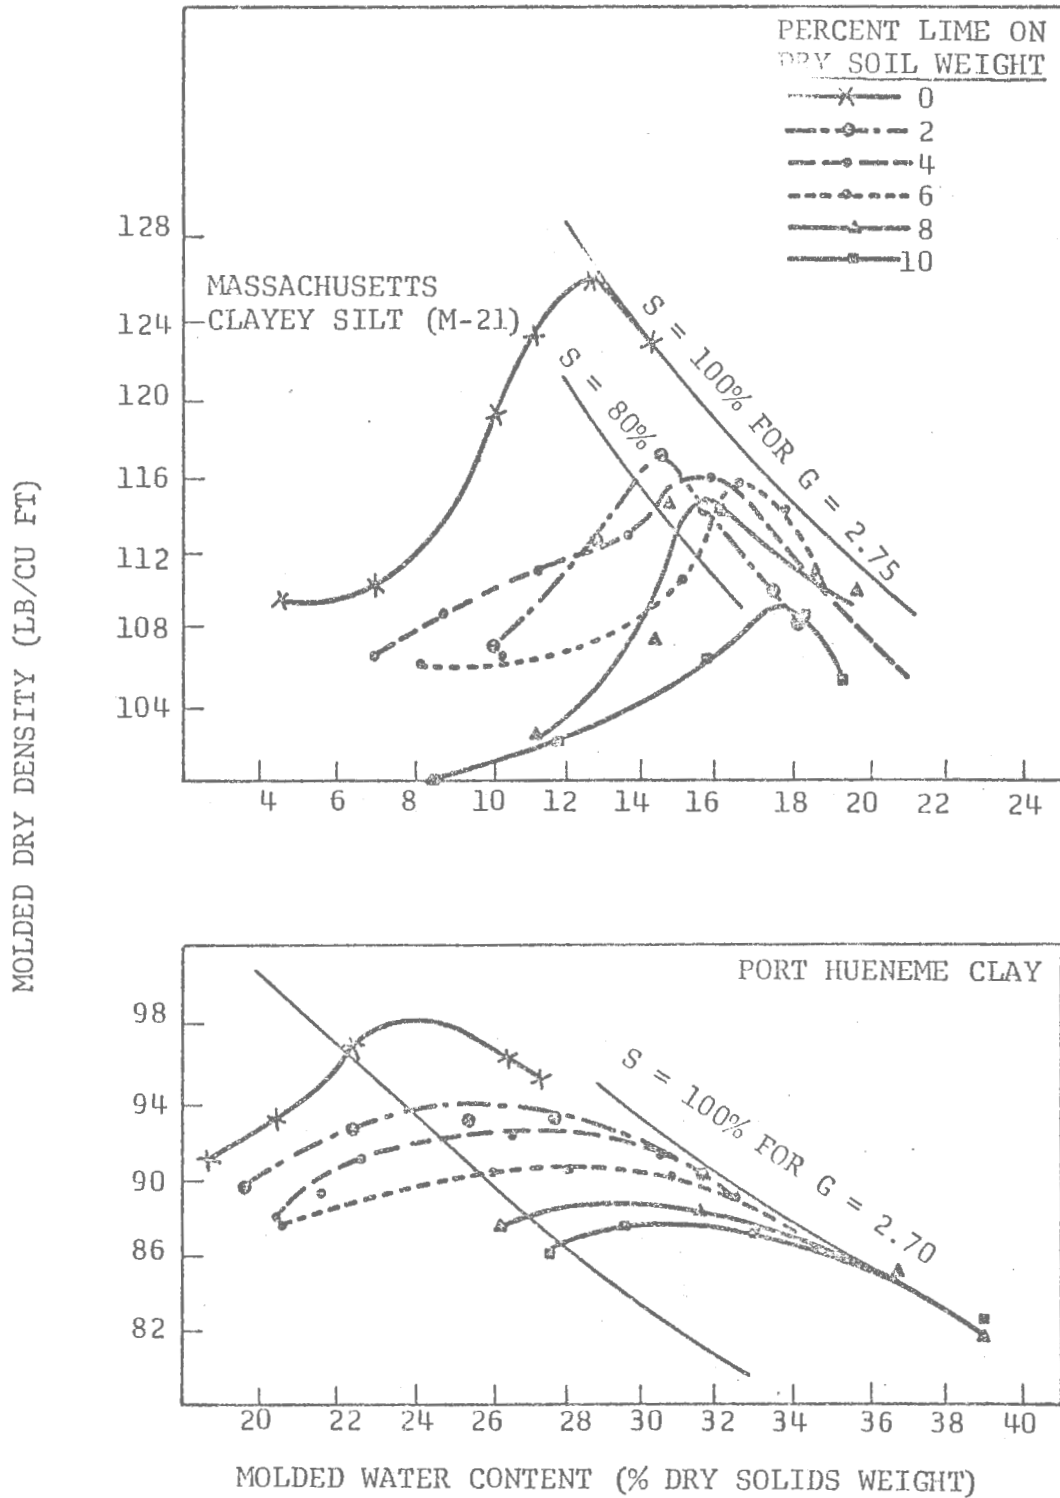 PERCENT LIME ON
DRY SOIL WEIGHT
0
2
4
6
8
10
MASSACHUSETTS
CLAYEY SILT (M-21)
S = 100% FOR G = 2.75
S = 80%
128
124
120
116
112
108
104
4 6 8 10 12 14 16 18 20 22 24
MOLDED DRY DENSITY (LB/CU FT)
PORT HUENEME CLAY
S = 100% FOR G = 2.70
98
94
90
86
82
20 22 24 26 28 30 32 34 36 38 40
MOLDED WATER CONTENT (% DRY SOLIDS WEIGHT)